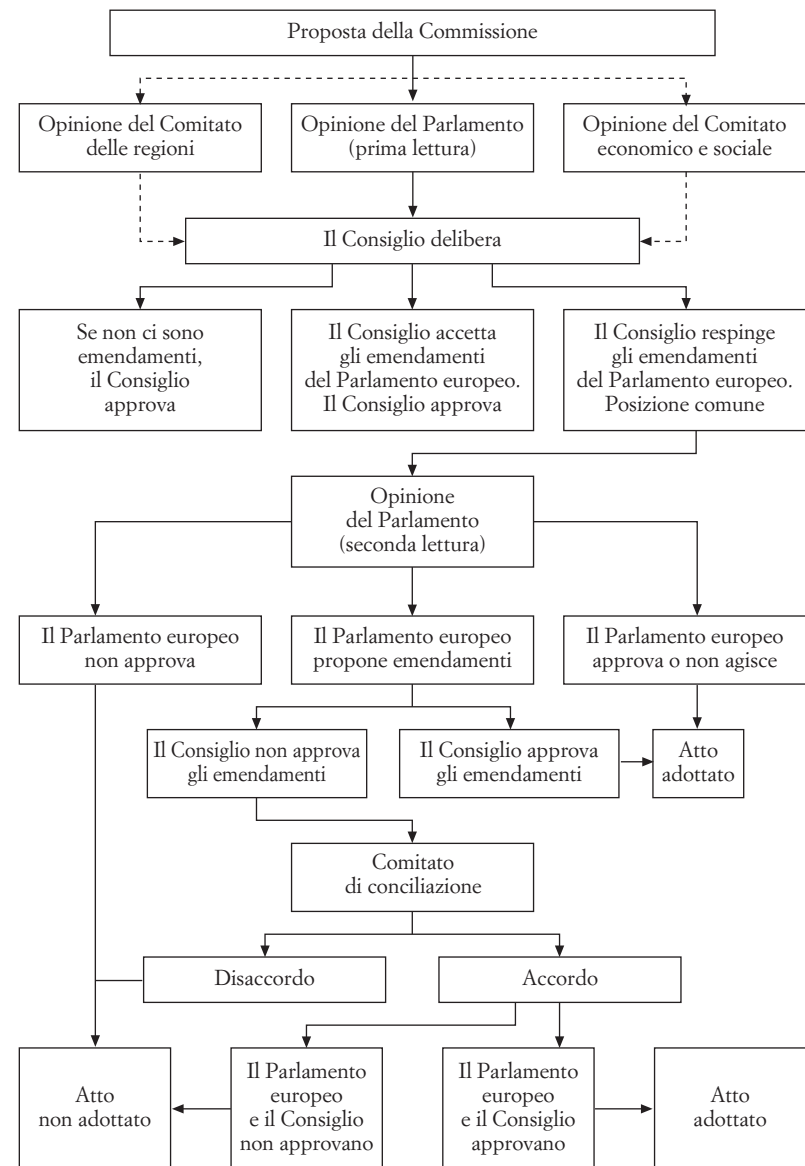 Proposta della Commissione
Opinione del Comitato
delle regioni
Opinione del Parlamento
(prima lettura)
Opinione del Comitato
economico e sociale
Il Consiglio delibera
Se non ci sono
emendamenti,
il Consiglio
approva
Il Consiglio accetta
gli emendamenti
del Parlamento europeo.
Il Consiglio approva
Il Consiglio respinge
gli emendamenti
del Parlamento europeo.
Posizione comune
Opinione
del Parlamento
(seconda lettura)
Il Parlamento europeo
non approva
Il Parlamento europeo
propone emendamenti
Il Parlamento europeo
approva o non agisce
Il Consiglio non approva
gli emendamenti
Il Consiglio approva
gli emendamenti
Atto
adottato
Comitato
di conciliazione
Disaccordo
Accordo
Atto
non adottato
Il Parlamento
europeo
e il Consiglio
non approvano
Il Parlamento
europeo
e il Consiglio
approvano
Atto
adottato